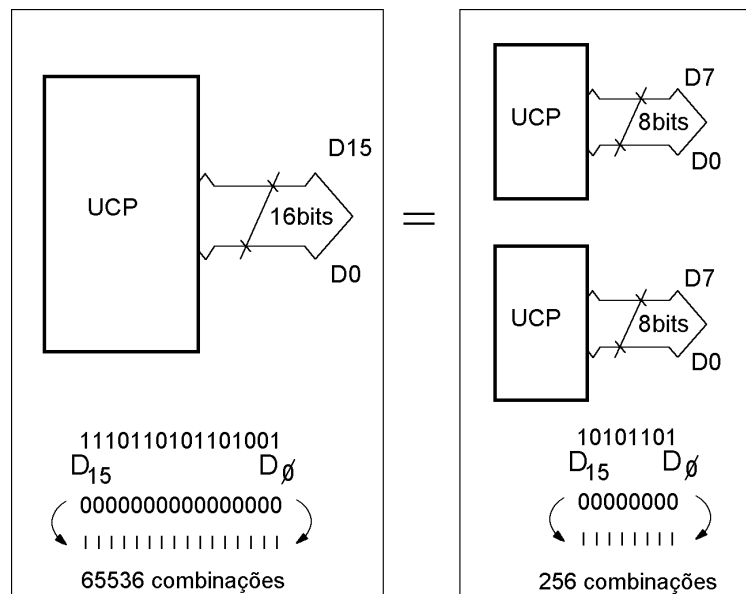 UCP
D15
16bits
D0
1110110101101001
D15 DØ
0000000000000000
| | | | | | | | | | | | | | | |
65536 combinações
=
UCP
D7
8bits
D0
UCP
D7
8bits
D0
10101101
D15 DØ
00000000
| | | | | | | |
256 combinações